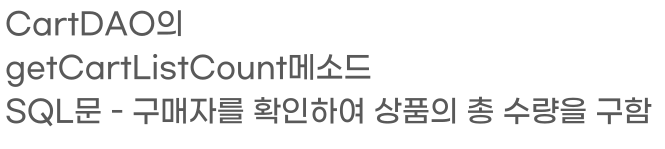 CartDAO의
getCartListCount메소드
SQL문 - 구매자를 확인하여 상품의 총 수량을 구함